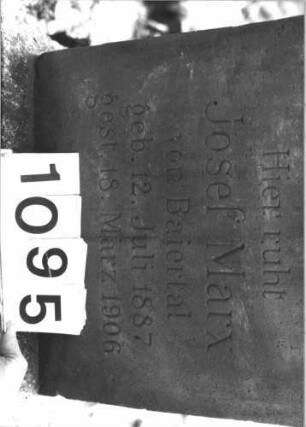 Hier ruht
Josef Marx
von Baiertal
geb. 12. Juli 1887
gest. 18. März 1906
1095